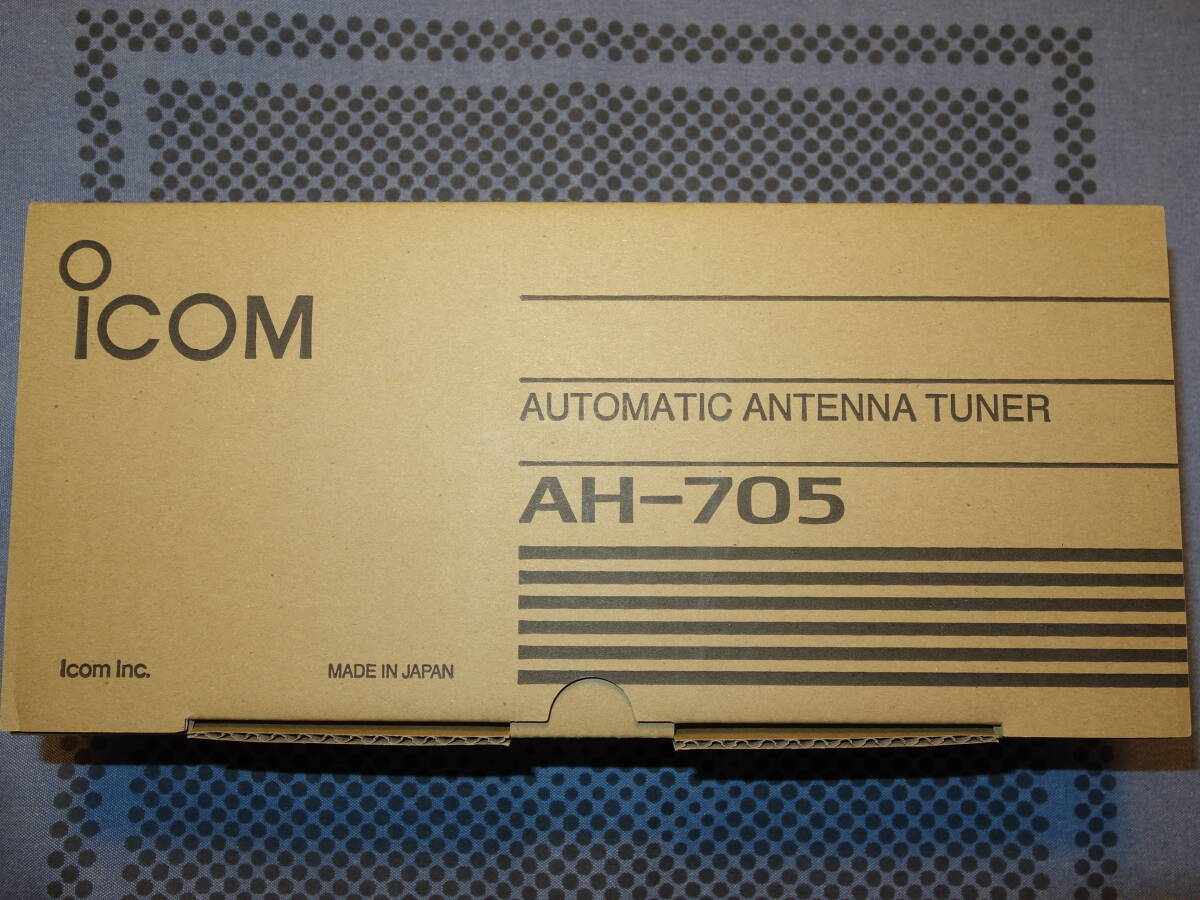 ICOM
AUTOMATIC ANTENNA TUNER
AH-705
Icom Inc.
MADE IN JAPAN